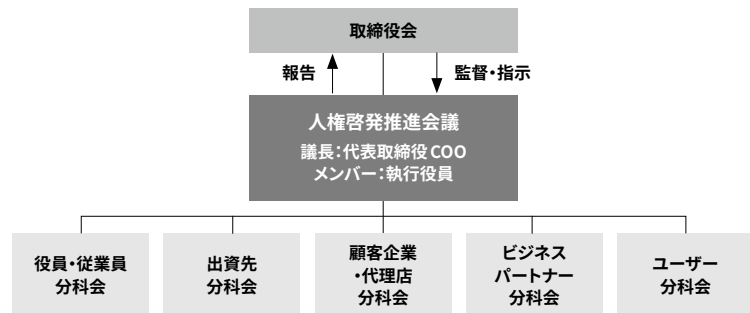 取締役会
報告
監督・指示
人権啓発推進会議
議長：代表取締役 COO
メンバー：執行役員
役員・従業員
分科会
出資先
分科会
顧客企業
・代理店
分科会
ビジネス
パートナー
分科会
ユーザー
分科会